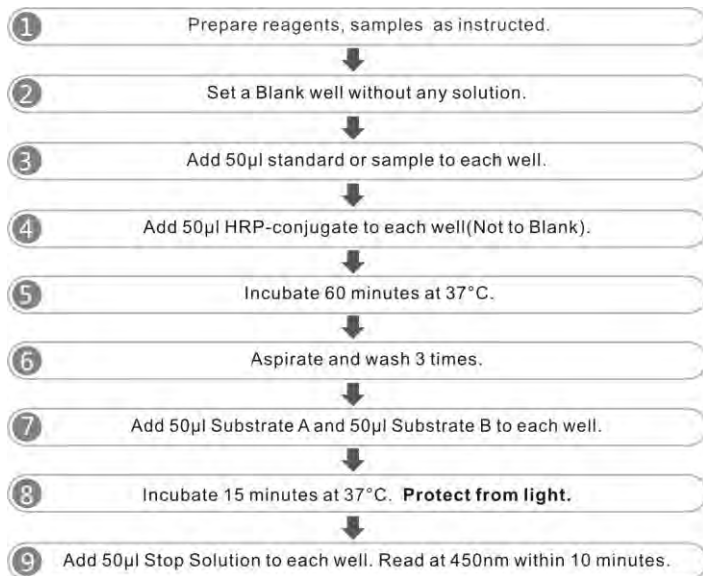 1 Prepare reagents, samples as instructed.
2 Set a Blank well without any solution.
3 Add 50µl standard or sample to each well.
4 Add 50µl HRP-conjugate to each well(Not to Blank).
5 Incubate 60 minutes at 37°C.
6 Aspirate and wash 3 times.
7 Add 50µl Substrate A and 50µl Substrate B to each well.
8 Incubate 15 minutes at 37°C. Protect from light.
9 Add 50µl Stop Solution to each well. Read at 450nm within 10 minutes.